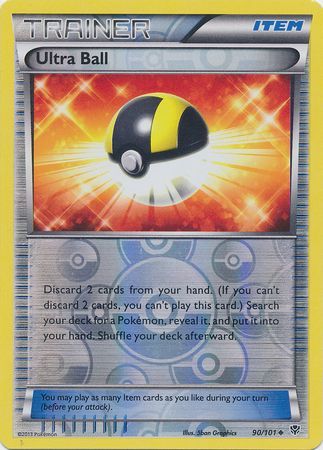 TRAINER ITEM
Ultra Ball
Discard 2 cards from your hand. (If you can't
discard 2 cards, you can't play this card.) Search
your deck for a Pokémon, reveal it, and put it into
your hand. Shuffle your deck afterward.
You may play as many Item cards as you like during your turn
(before your attack).
©2013 Pokémon Illus. 5ban Graphics 90/101